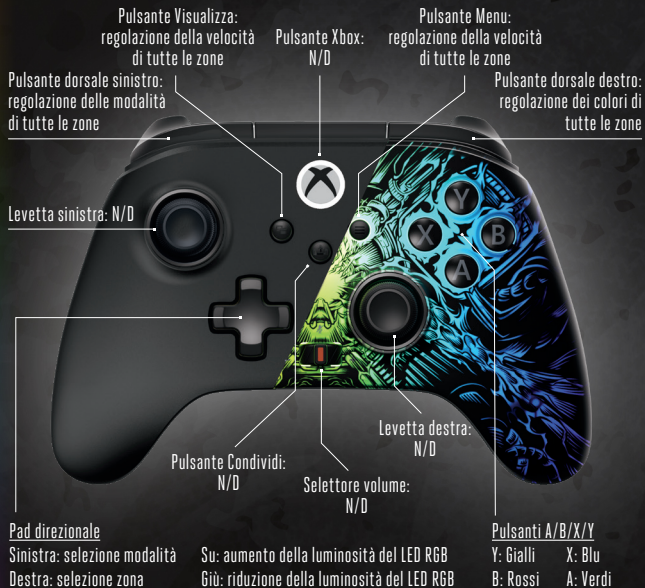 Pulsante Visualizza:
regolazione della velocità
di tutte le zone
Pulsante Xbox:
N/D
Pulsante Menu:
regolazione della velocità
di tutte le zone
Pulsante dorsale sinistro:
regolazione delle modalità
di tutte le zone
Pulsante dorsale destro:
regolazione dei colori di
tutte le zone
Levetta sinistra: N/D
Y
X
B
A
Levetta destra:
N/D
Pulsante Condividi:
N/D
Selettore volume:
N/D
Pad direzionale
Sinistra: selezione modalità
Destra: selezione zona
Su: aumento della luminosità del LED RGB
Giù: riduzione della luminosità del LED RGB
Pulsanti A/B/X/Y
Y: Gialli X: Blu
B: Rossi A: Verdi